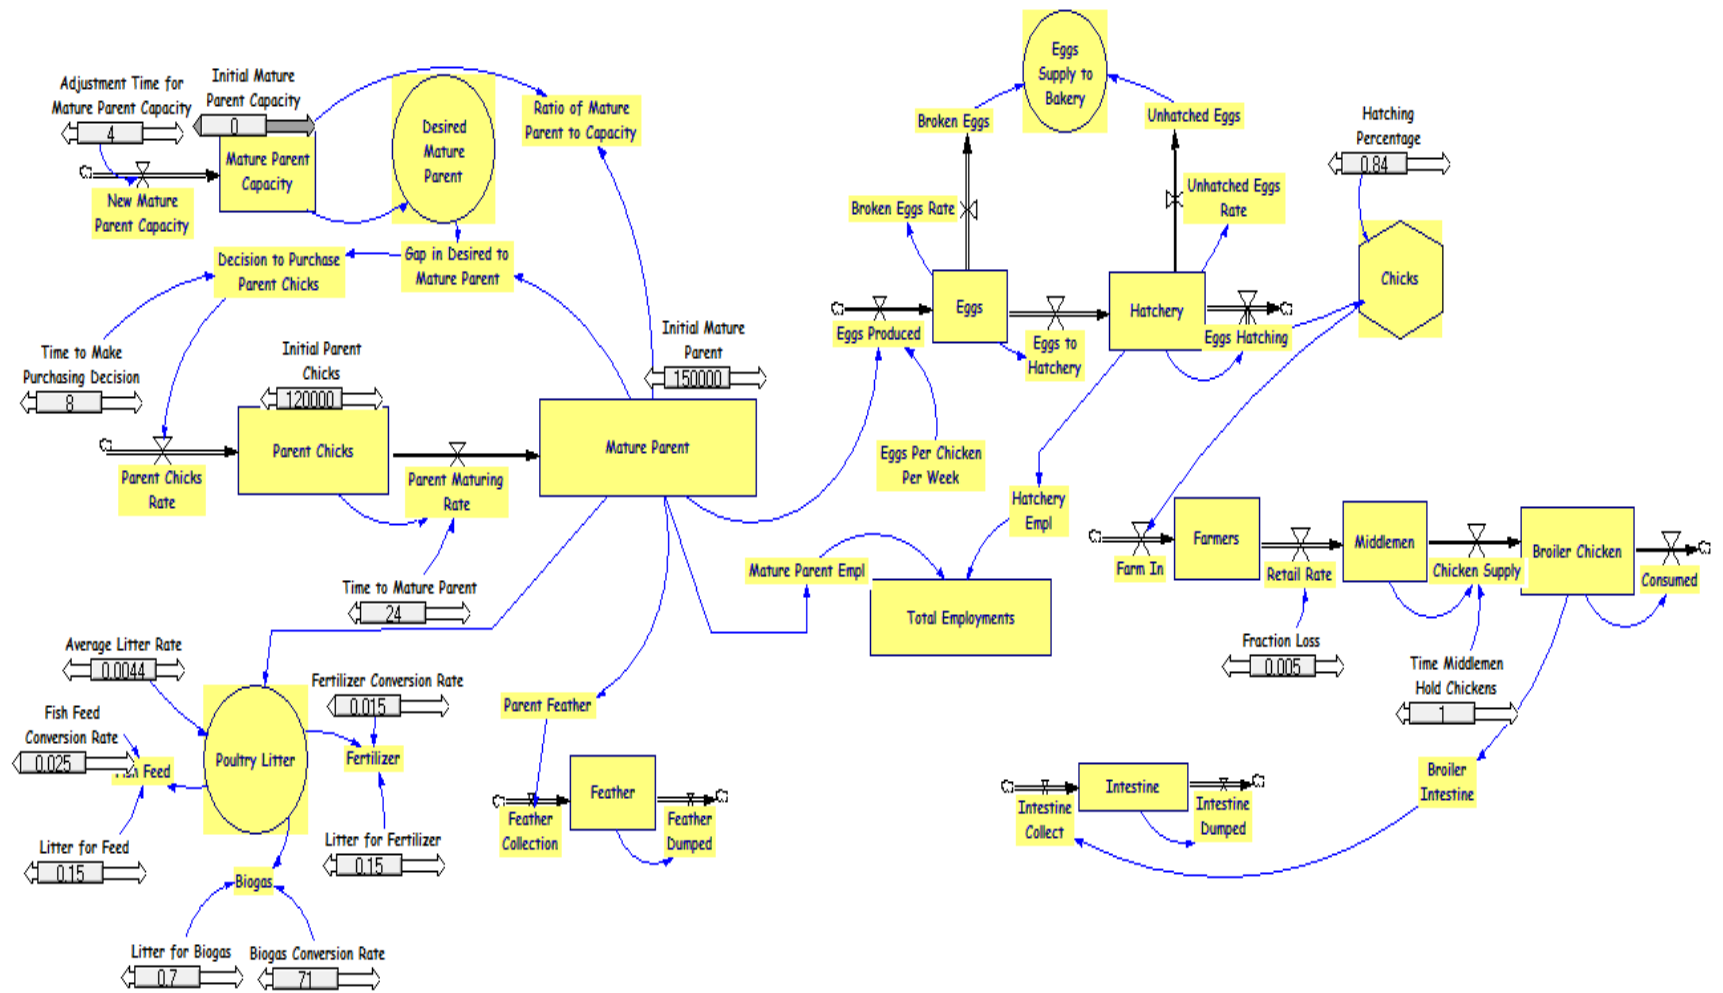 Adjustment Time for
Mature Parent Capacity
4
Initial Mature
Parent Capacity
0
Mature Parent
Capacity
New Mature
Parent Capacity
Desired
Mature
Parent
Ratio of Mature
Parent to Capacity
Decision to Purchase
Parent Chicks
Gap in Desired to
Mature Parent
Time to Make
Purchasing Decision
8
Initial Parent
Chicks
120000
Initial Mature
Parent
150000
Parent Chicks
Rate
Parent Chicks
Parent Maturing
Rate
Mature Parent
Time to Mature Parent
24
Eggs
Supply to
Bakery
Broken Eggs
Unhatched Eggs
Hatching
Percentage
0.84
Broken Eggs Rate
Unhatched Eggs
Rate
Chicks
Eggs
Hatchery
Eggs Produced
Eggs to
Hatchery
Eggs Hatching
Eggs Per Chicken
Per Week
Hatchery
Empl
Mature Parent Empl
Total Employments
Farm In
Farmers
Retail Rate
Middlemen
Chicken Supply
Broiler Chicken
Consumed
Fraction Loss
0.005
Time Middlemen
Hold Chickens
1
Average Litter Rate
0.0044
Fertilizer Conversion Rate
0.015
Fish Feed
Conversion Rate
0.025
Fish Feed
Poultry Litter
Fertilizer
Litter for Feed
0.15
Litter for Fertilizer
0.15
Biogas
Litter for Biogas
0.7
Biogas Conversion Rate
71
Parent Feather
Feather
Feather
Collection
Feather
Dumped
Intestine
Intestine
Collect
Intestine
Dumped
Broiler
Intestine